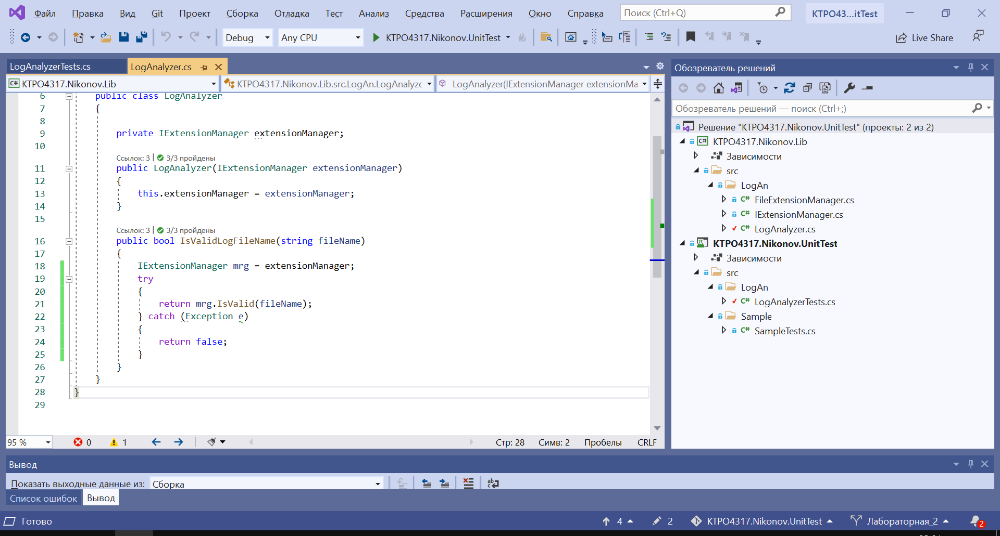 Файл Правка Вид Git Проект Сборка Отладка Тест Анализ Средства Расширения Окно Справка Поиск (Ctrl+Q) KTPO43...itTest
Debug Any CPU KTPO4317.Nikonov.UnitTest Live Share
LogAnalyzerTests.cs LogAnalyzer.cs
C# KTPO4317.Nikonov.Lib KTPO4317.Nikonov.Lib.src.LogAn.LogAnalyze LogAnalyzer(IExtensionManager extensionMa
6 public class LogAnalyzer
7 {
8
9 private IExtensionManager extensionManager;
10
Ссылок: 3 | 3/3 пройдены
11 public LogAnalyzer(IExtensionManager extensionManager)
12 {
13 this.extensionManager = extensionManager;
14 }
15
Ссылок: 3 | 3/3 пройдены
16 public bool IsValidLogFileName(string fileName)
17 {
18 IExtensionManager mrg = extensionManager;
19 try
20 {
21 return mrg.IsValid(fileName);
22 } catch (Exception e)
23 {
24 return false;
25 }
26 }
27 }
28 }
29
95 % 0 1 Стр: 28 Симв: 2 Пробелы CRLF
Обозреватель решений
Обозреватель решений — поиск (Ctrl+;)
Решение "KTPO4317.Nikonov.UnitTest" (проекты: 2 из 2)
C# KTPO4317.Nikonov.Lib
Зависимости
src
LogAn
C# FileExtensionManager.cs
C# IExtensionManager.cs
C# LogAnalyzer.cs
KTPO4317.Nikonov.UnitTest
Зависимости
src
LogAn
C# LogAnalyzerTests.cs
Sample
C# SampleTests.cs
Вывод
Показать выходные данные из: Сборка
Список ошибок Вывод
Готово 4 2 KTPO4317.Nikonov.UnitTest Лабораторная_2 2